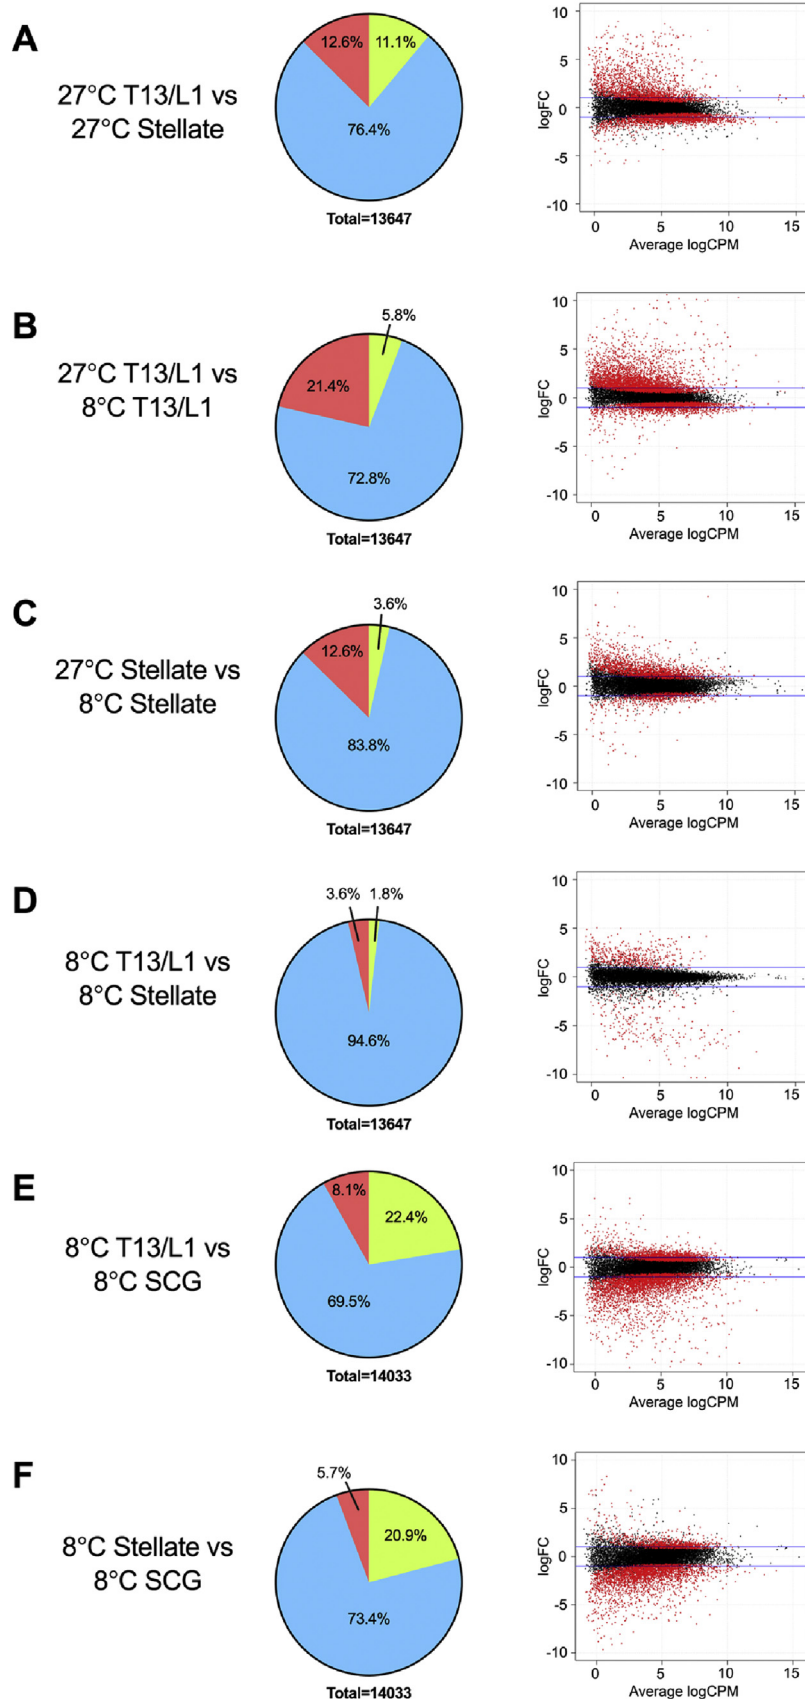 A
27°C T13/L1 vs
27°C Stellate
12.6%
11.1%
76.4%
Total=13647
10
5
0
-5
-10
logFC
0
5
10
15
Average logCPM
B
27°C T13/L1 vs
8°C T13/L1
5.8%
21.4%
72.8%
Total=13647
10
5
0
-5
-10
logFC
0
5
10
15
Average logCPM
C
27°C Stellate vs
8°C Stellate
3.6%
12.6%
83.8%
Total=13647
10
5
0
-5
-10
logFC
0
5
10
15
Average logCPM
D
8°C T13/L1 vs
8°C Stellate
3.6%
1.8%
94.6%
Total=13647
10
5
0
-5
-10
logFC
0
5
10
15
Average logCPM
E
8°C T13/L1 vs
8°C SCG
8.1%
22.4%
69.5%
Total=14033
10
5
0
-5
-10
logFC
0
5
10
15
Average logCPM
F
8°C Stellate vs
8°C SCG
5.7%
20.9%
73.4%
Total=14033
10
5
0
-5
-10
logFC
0
5
10
15
Average logCPM